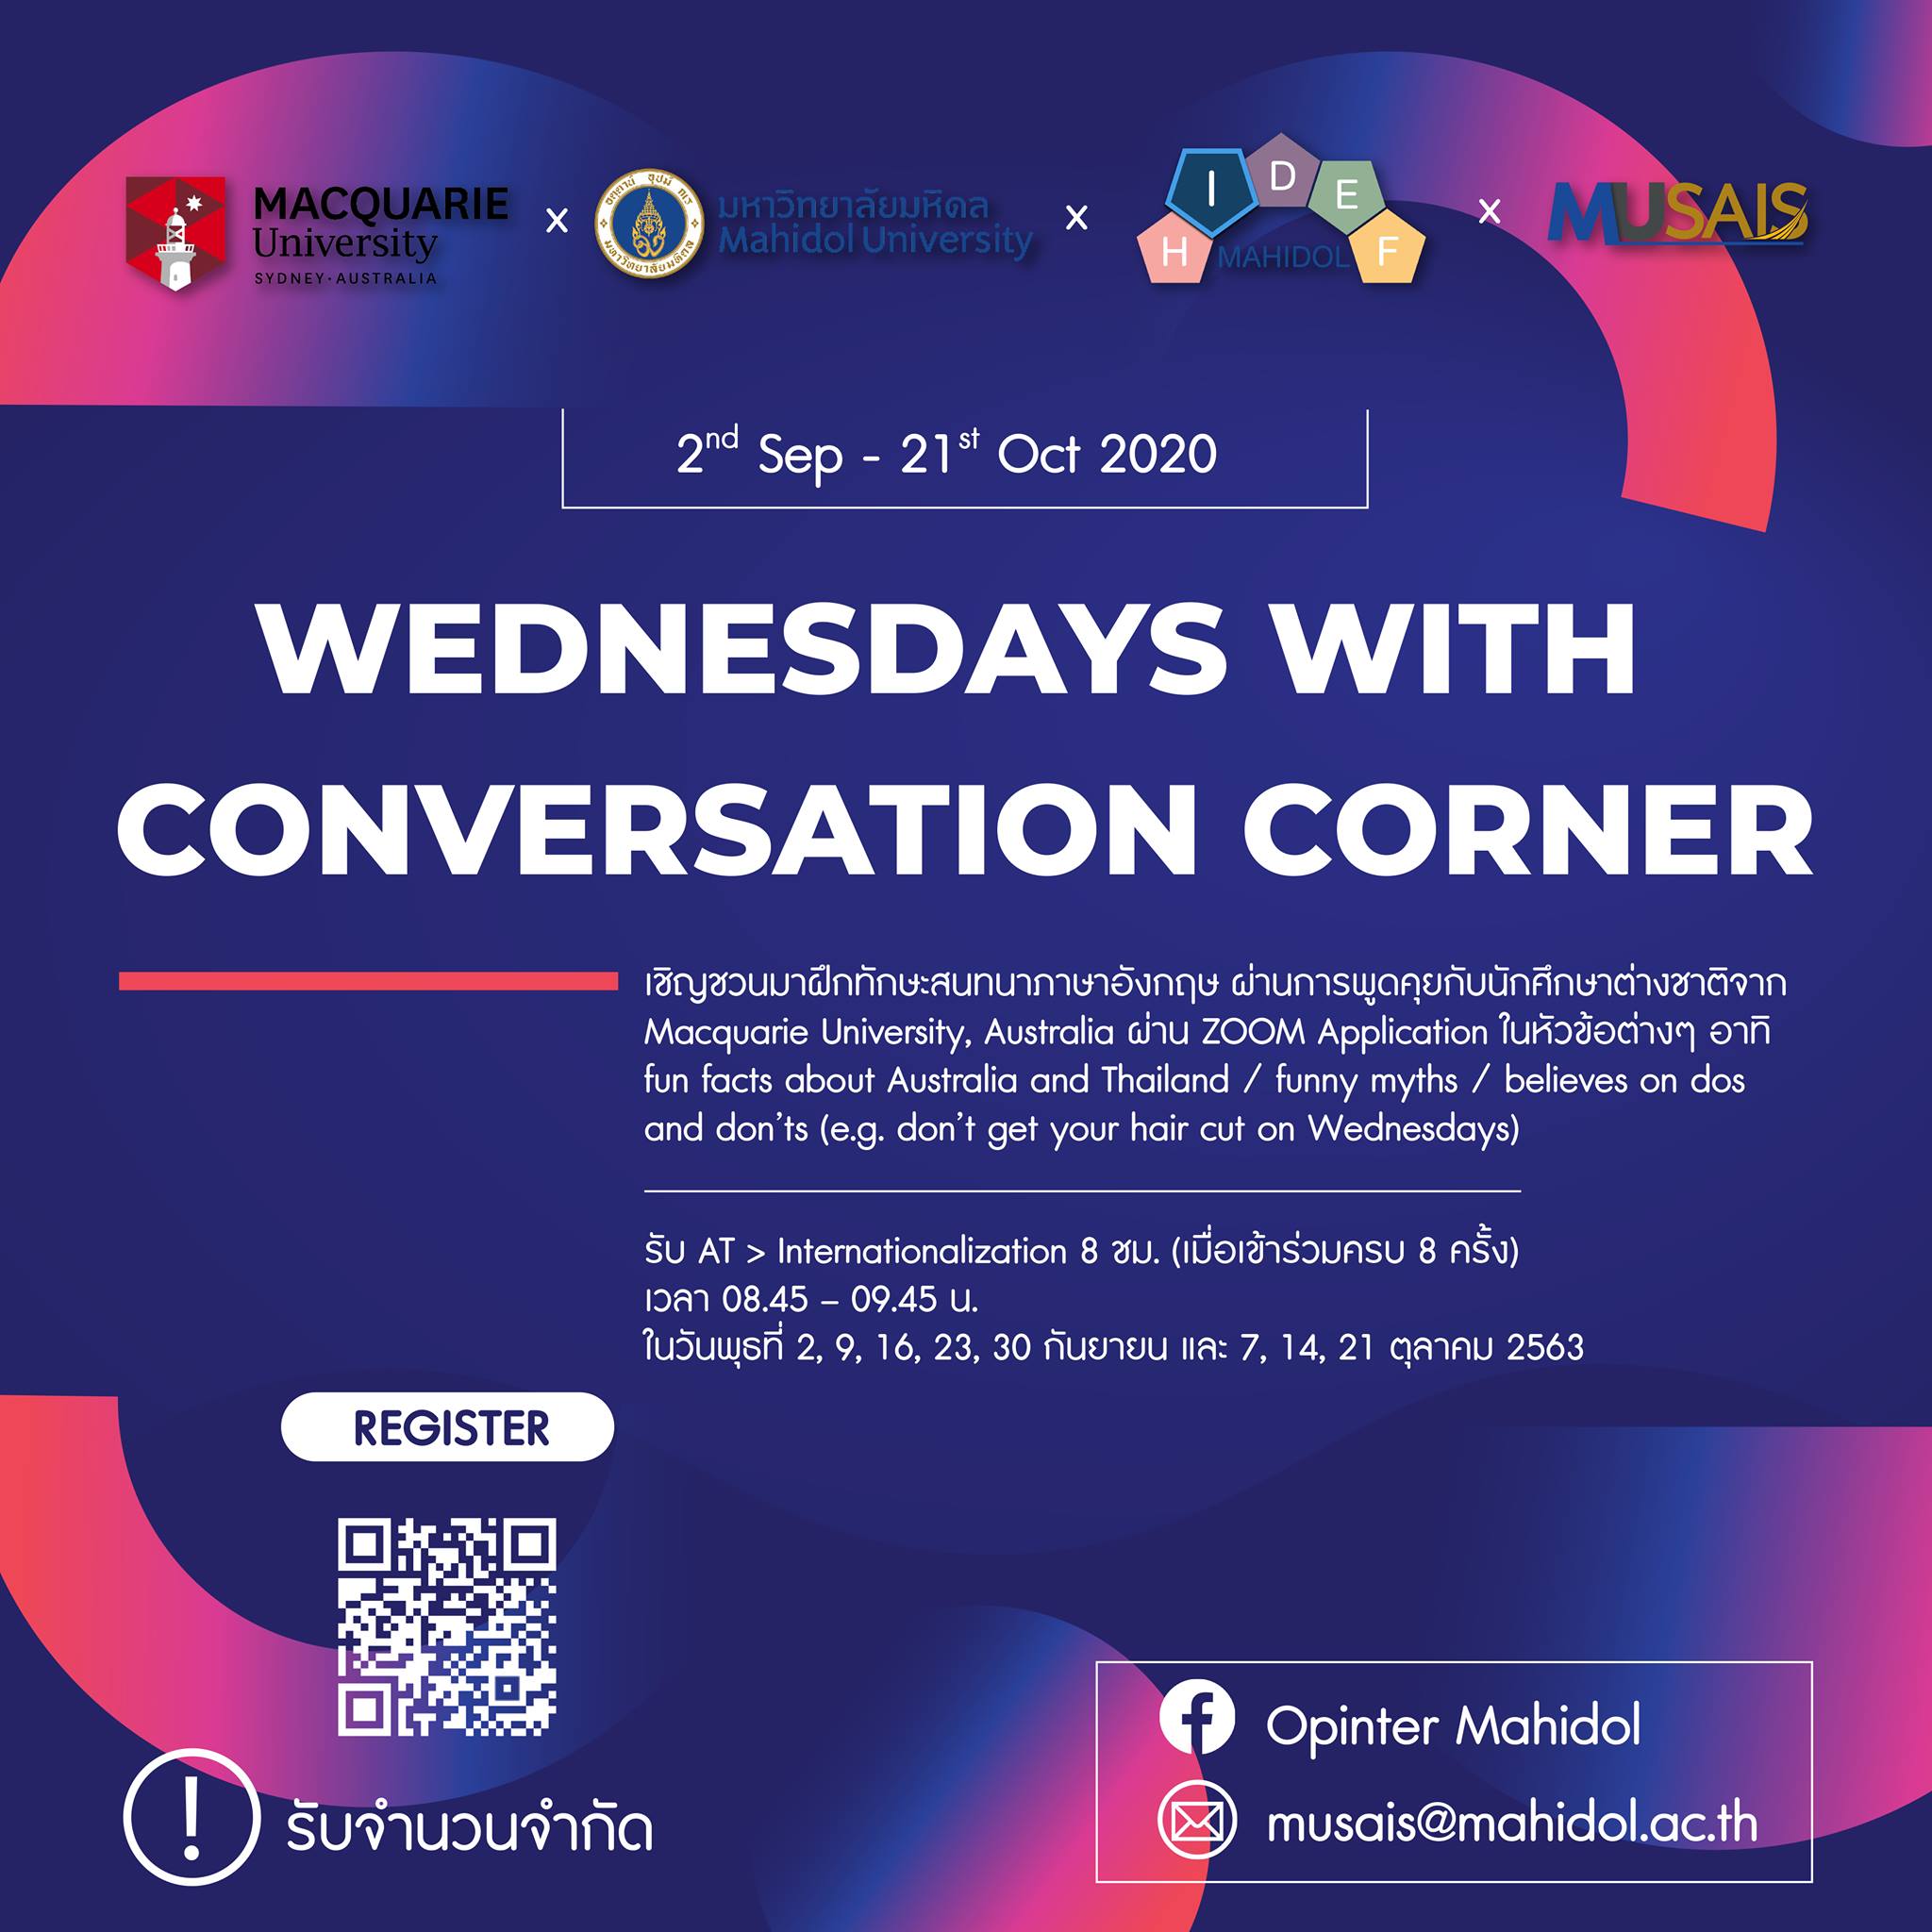 MACQUARIE
University
SYDNEY·AUSTRALIA
x
มหาวิทยาลัยมหิดล
Mahidol University
x
H I D E F
MAHIDOL
x
MUSAIS
2nd Sep - 21st Oct 2020
WEDNESDAYS WITH
CONVERSATION CORNER
เชิญชวนมาฝึกทักษะสนทนาภาษาอังกฤษ ผ่านการพูดคุยกับนักศึกษาต่างชาติจาก
Macquarie University, Australia ผ่าน ZOOM Application ในหัวข้อต่างๆ อาทิ
fun facts about Australia and Thailand / funny myths / believes on dos
and don'ts (e.g. don't get your hair cut on Wednesdays)
รับ AT > Internationalization 8 ชม. (เมื่อเข้าร่วมครบ 8 ครั้ง)
เวลา 08.45 – 09.45 น.
ในวันพุธที่ 2, 9, 16, 23, 30 กันยายน และ 7, 14, 21 ตุลาคม 2563
REGISTER
รับจำนวนจำกัด
Opinter Mahidol
musais@mahidol.ac.th